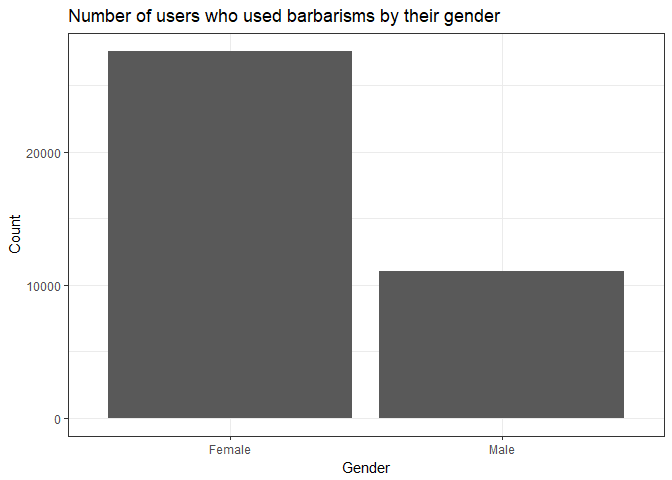 Number of users who used barbarisms by their gender
20000
10000
0
Count
Female Male
Gender